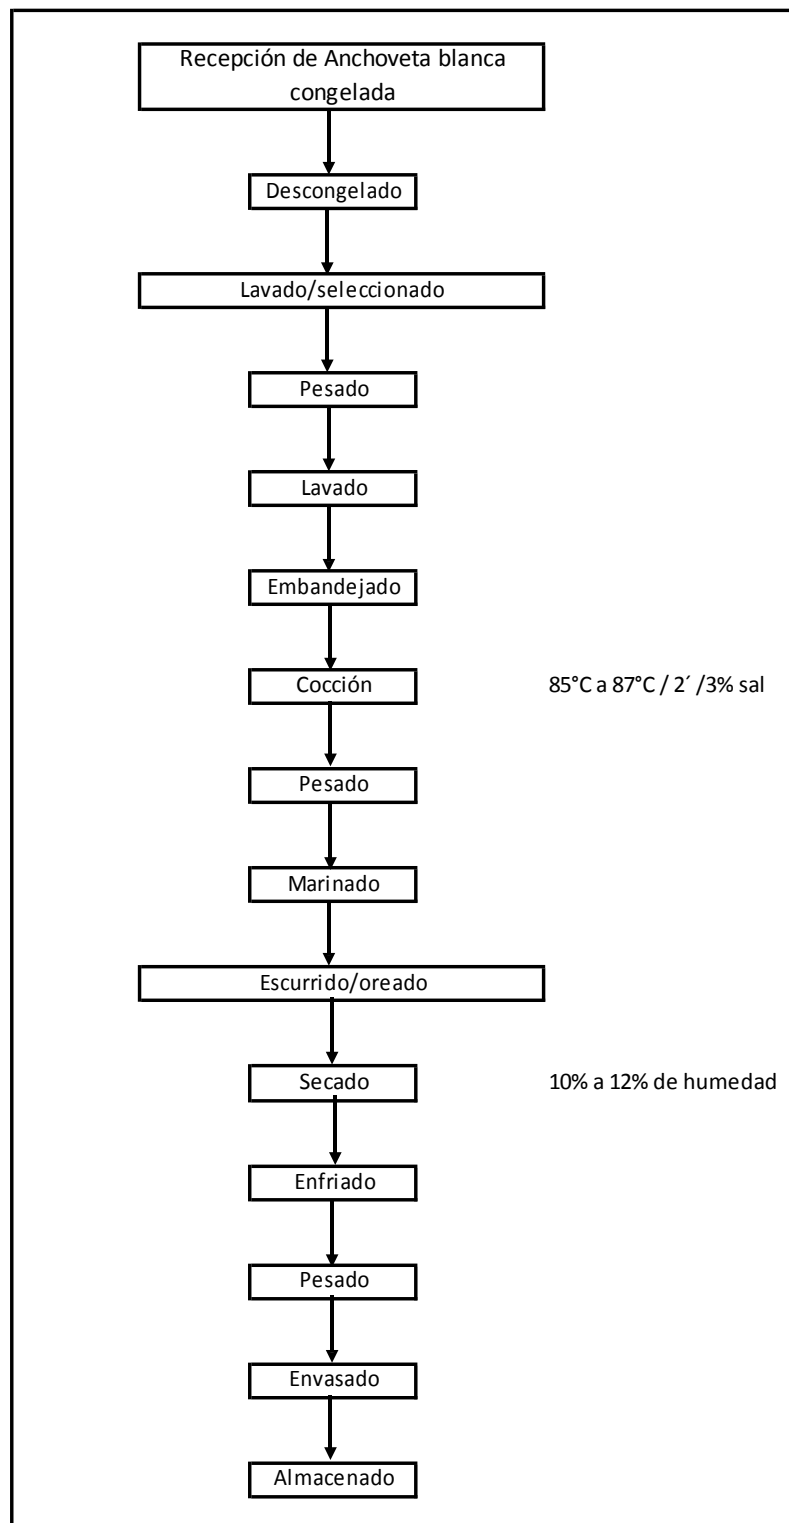 Recepción de Anchoveta blanca
congelada
Descongelado
Lavado/seleccionado
Pesado
Lavado
Embandejado
Cocción
85°C a 87°C / 2´ /3% sal
Pesado
Marinado
Escurrido/oreado
Secado
10% a 12% de humedad
Enfriado
Pesado
Envasado
Almacenado